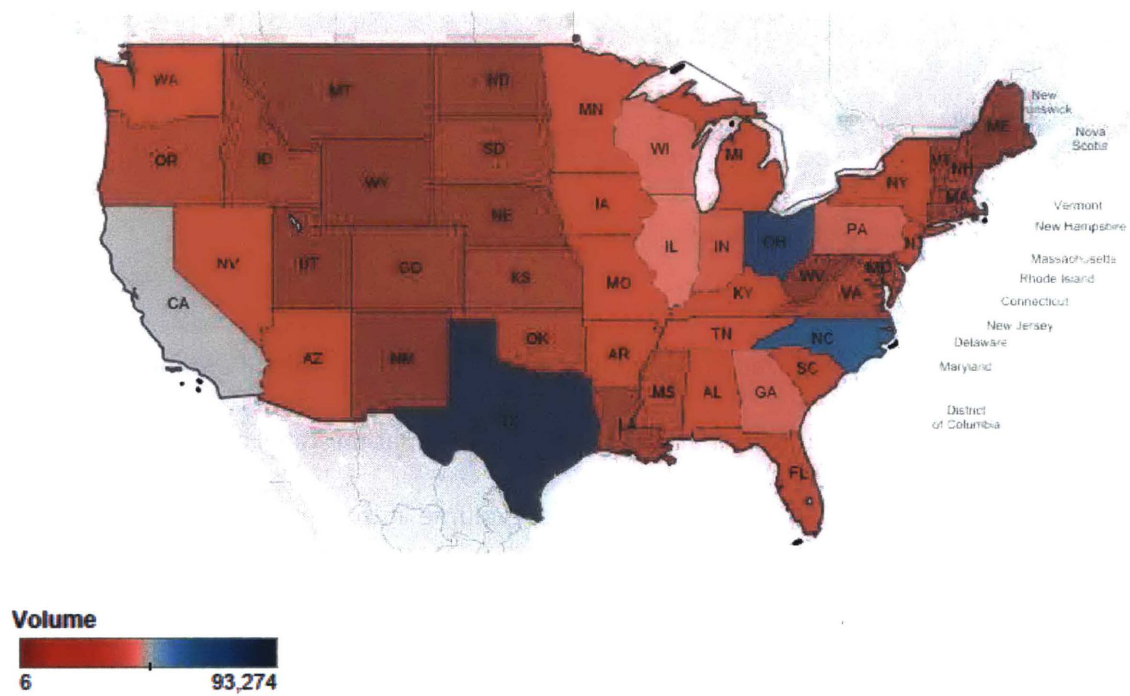 WA
MT
ND
MN
OR
ID
SD
WI
MI
WY
NE
IA
NY
ME
VT
NH
MA
NV
UT
CO
KS
MO
IL
IN
OH
PA
NJ
CA
KY
WV
VA
MD
AZ
NM
OK
AR
TN
NC
SC
MS
AL
GA
TX
LA
FL
New
Nova
Scotia
Vermont
New Hampshire
Massachusetts
Rhode Island
Connecticut
New Jersey
Delaware
Maryland
District
of Columbia
Volume
6 93,274